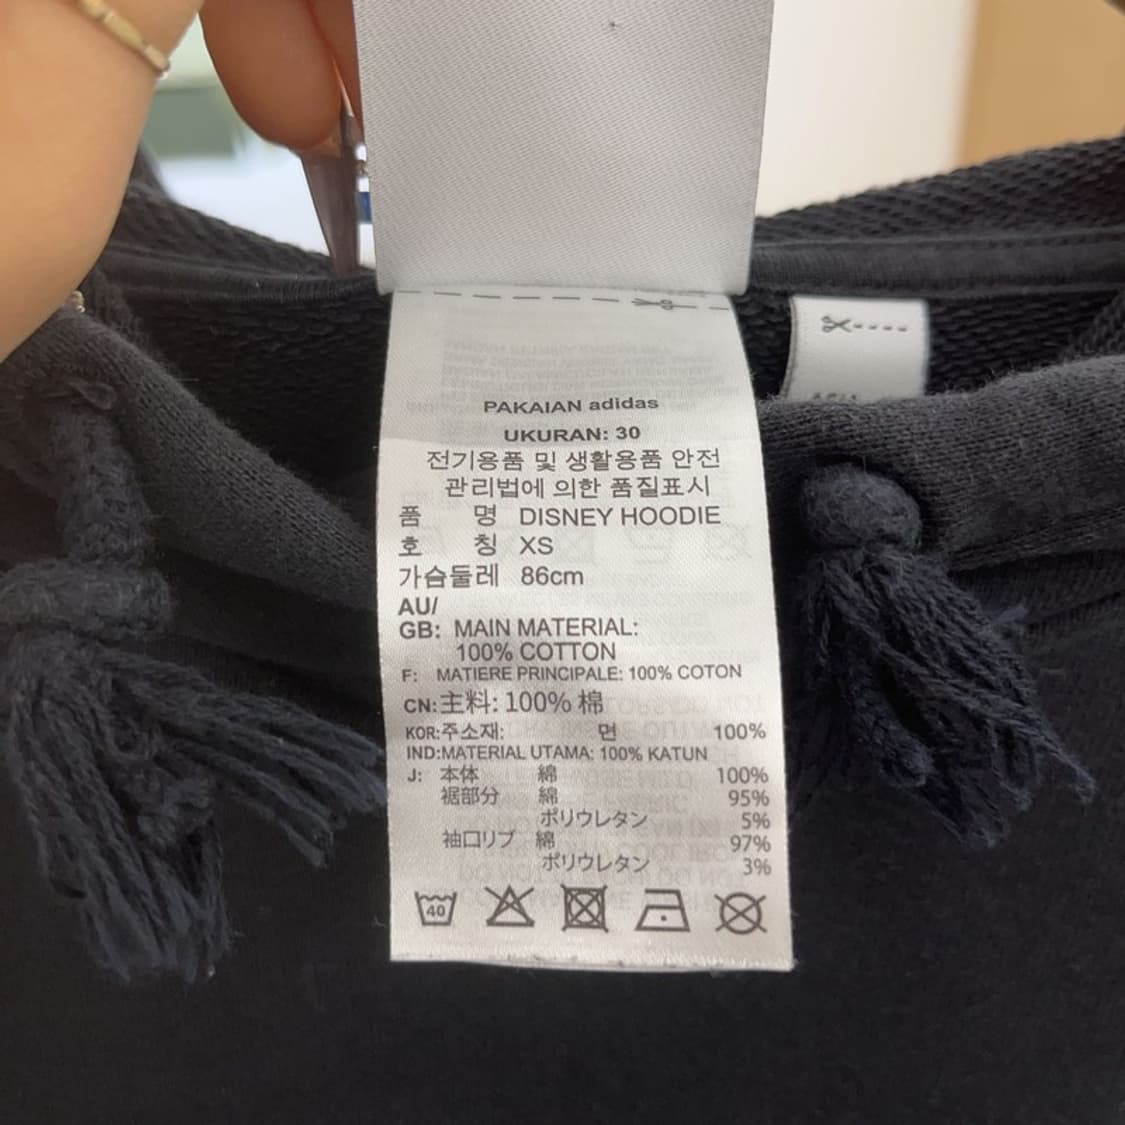 PAKAIAN adidas
UKURAN: 30
전기용품 및 생활용품 안전
관리법에 의한 품질표시
품 명 DISNEY HOODIE
호 칭 XS
가슴둘레 86cm
AU/
GB: MAIN MATERIAL:
100% COTTON
F: MATIERE PRINCIPALE: 100% COTON
CN:主料: 100% 棉
KOR:주소재: 면 100%
IND:MATERIAL UTAMA: 100% KATUN
J: 本体 綿 100%
裾部分 綿 95%
ポリウレタン 5%
袖口リブ 綿 97%
ポリウレタン 3%
40